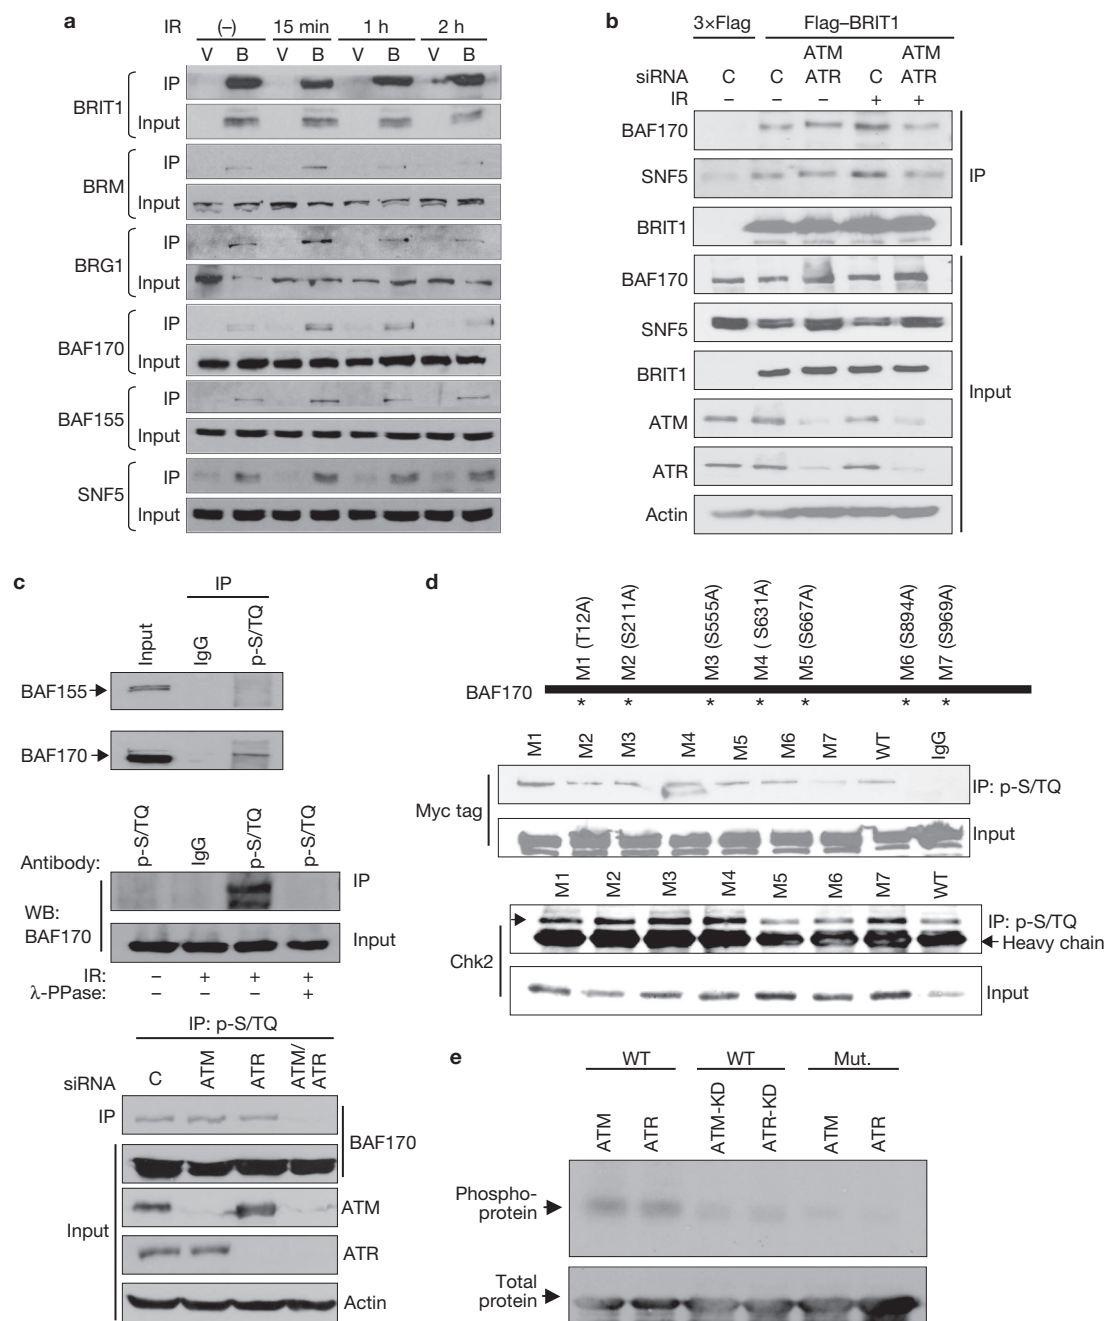 a
IR (–) 15 min 1 h 2 h
V B V B V B V B
BRIT1 IP
Input
BRM IP
Input
BRG1 IP
Input
BAF170 IP
Input
BAF155 IP
Input
SNF5 IP
Input
b
3×Flag Flag–BRIT1
ATM ATM
siRNA C C ATR C ATR
IR – – – + +
BAF170
SNF5
BRIT1
IP
BAF170
SNF5
BRIT1
ATM
ATR
Actin
Input
c
IP
Input IgG p-S/TQ
BAF155
BAF170
Antibody: p-S/TQ IgG p-S/TQ p-S/TQ
WB:
BAF170
IP
Input
IR: – + + +
λ-PPase: – – – +
IP: p-S/TQ
siRNA C ATM ATR ATM/
ATR
IP
BAF170
Input
ATM
ATR
Actin
d
M1 (T12A) M2 (S211A) M3 (S555A) M4 ( S631A) M5 (S667A) M6 (S894A) M7 (S969A)
BAF170
* * * * * * *
M1 M2 M3 M4 M5 M6 M7 WT IgG
Myc tag
IP: p-S/TQ
Input
M1 M2 M3 M4 M5 M6 M7 WT
Chk2
IP: p-S/TQ
Heavy chain
Input
e
WT WT Mut.
ATM ATR ATM-KD ATR-KD ATM ATR
Phospho-
protein
Total
protein